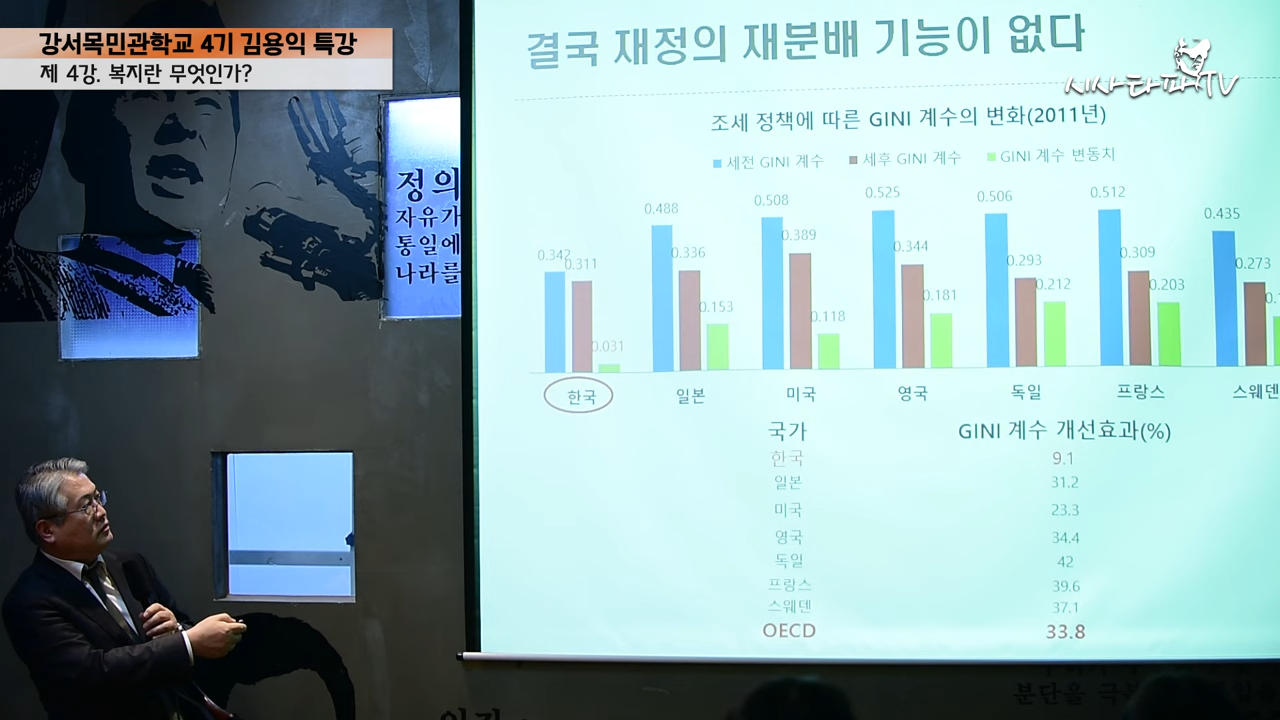 강서목민관학교 4기 김용익 특강
제 4강. 복지란 무엇인가?
시사타파TV
정의
자유가
통일에
나라를
결국 재정의 재분배 기능이 없다
조세 정책에 따른 GINI 계수의 변화(2011년)
세전 GINI 계수 세후 GINI 계수 GINI 계수 변동치
0.342 0.311 0.031
0.488 0.336 0.153
0.508 0.389 0.118
0.525 0.344 0.181
0.506 0.293 0.212
0.512 0.309 0.203
0.435 0.273
한국 일본 미국 영국 독일 프랑스 스웨덴
국가 GINI 계수 개선효과(%)
한국 9.1
일본 31.2
미국 23.3
영국 34.4
독일 42
프랑스 39.6
스웨덴 37.1
OECD 33.8
분단을